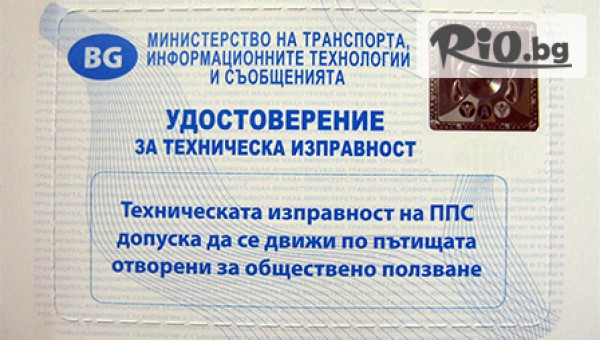 BG
МИНИСТЕРСТВО НА ТРАНСПОРТА,
ИНФОРМАЦИОННИТЕ ТЕХНОЛОГИИ
И СЪОБЩЕНИЯТА
RiO.bg
УДОСТОВЕРЕНИЕ
ЗА ТЕХНИЧЕСКА ИЗПРАВНОСТ
Техническата изправност на ППС
допуска да се движи по пътищата
отворени за обществено ползване